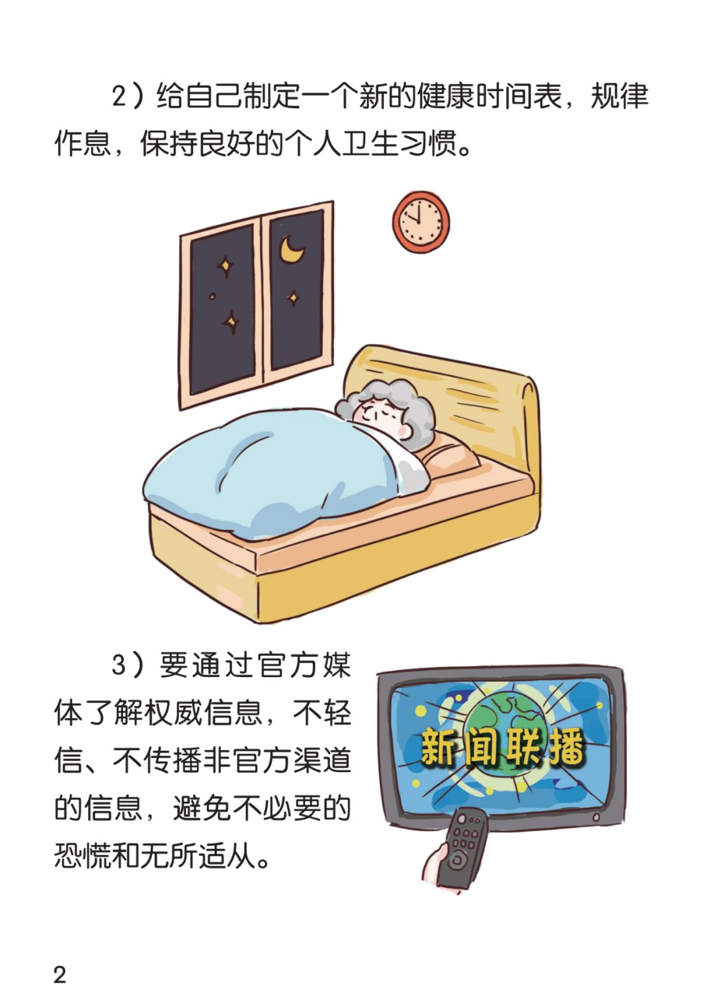 2）给自己制定一个新的健康时间表，规律
作息，保持良好的个人卫生习惯。
3）要通过官方媒
体了解权威信息，不轻
信、不传播非官方渠道
的信息，避免不必要的
恐慌和无所适从。
新闻联播
2